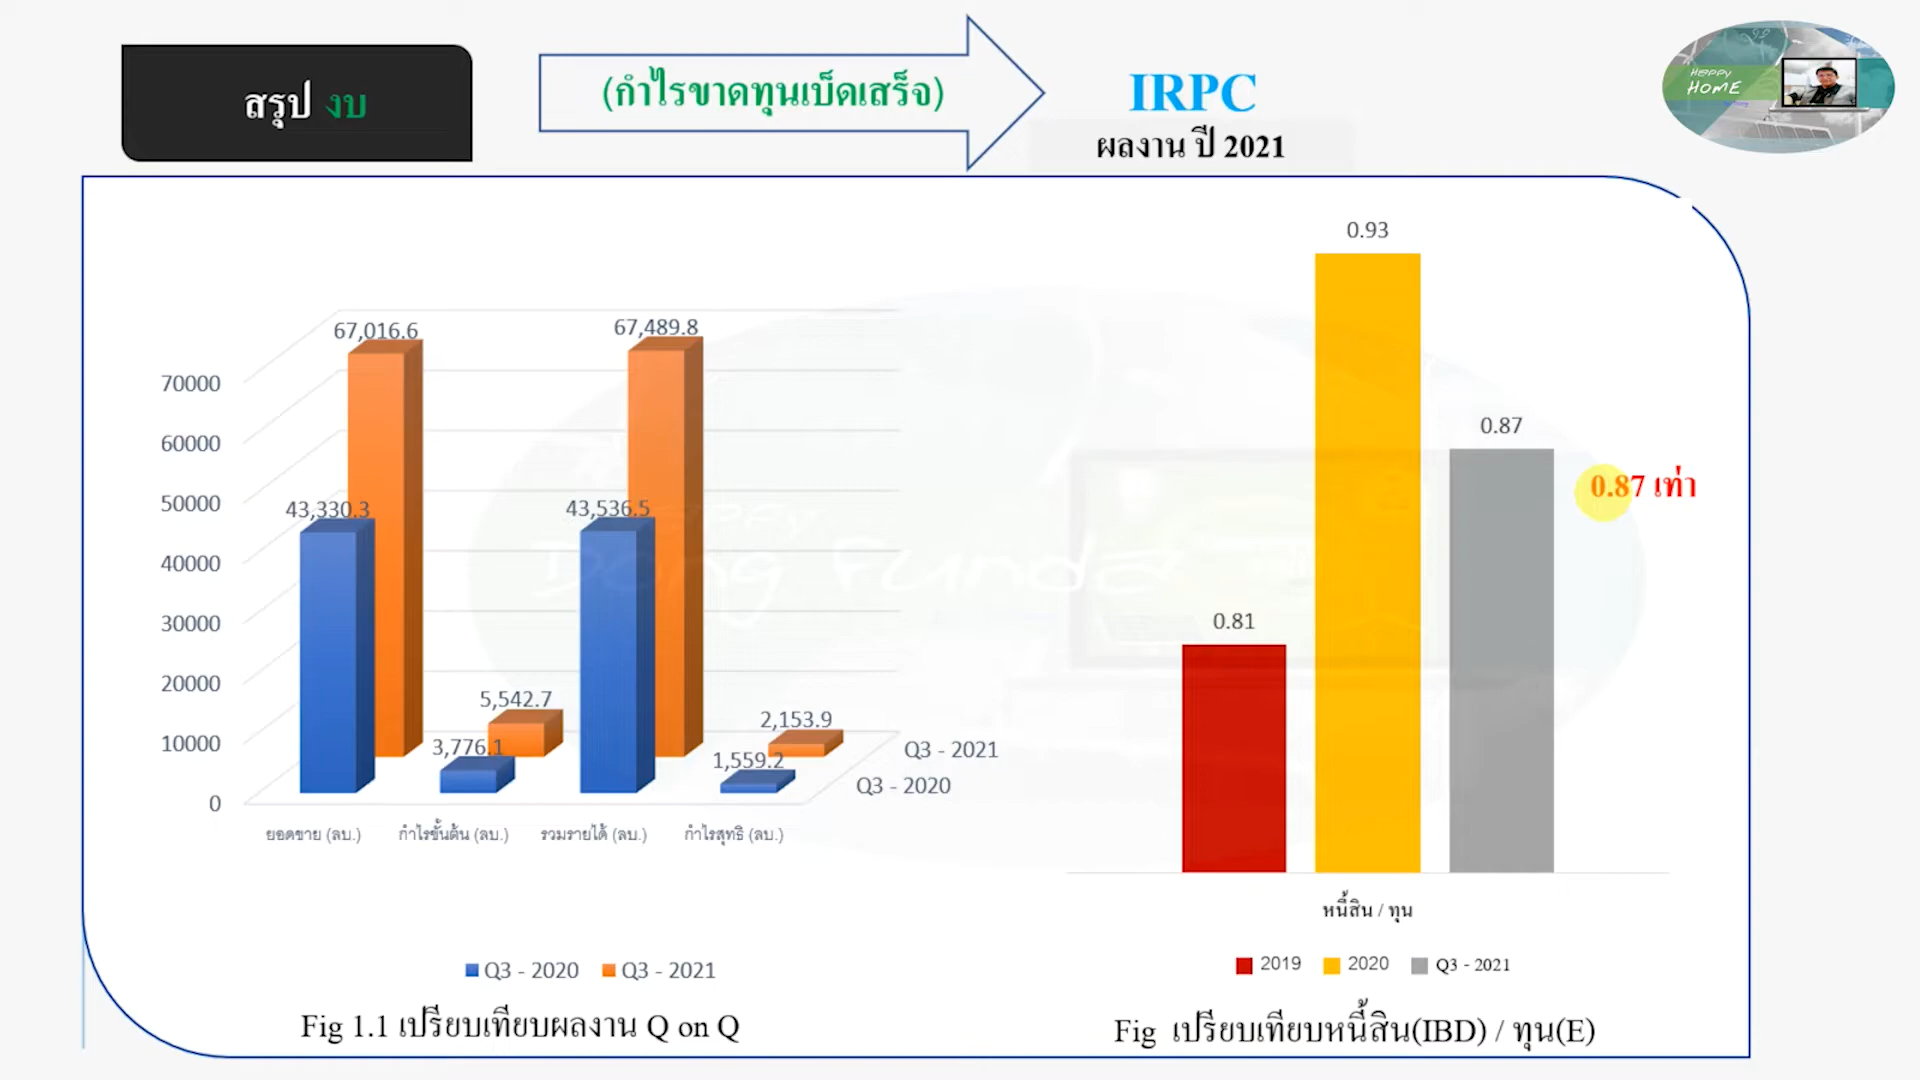 สรุป งบ
(กำไรขาดทุนเบ็ดเสร็จ)
IRPC
ผลงาน ปี 2021
HAPPY
HOME
67,016.6
67,489.8
43,330.3
43,536.5
5,542.7
3,776.1
2,153.9
1,559.2
70000
60000
50000
40000
30000
20000
10000
0
Q3 - 2021
Q3 - 2020
ยอดขาย (ลบ.)
กำไรขั้นต้น (ลบ.)
รวมรายได้ (ลบ.)
กำไรสุทธิ (ลบ.)
Q3 - 2020
Q3 - 2021
Fig 1.1 เปรียบเทียบผลงาน Q on Q
0.93
0.87
0.81
0.87 เท่า
หนี้สิน / ทุน
2019
2020
Q3 - 2021
Fig เปรียบเทียบหนี้สิน(IBD) / ทุน(E)
Dang Funda